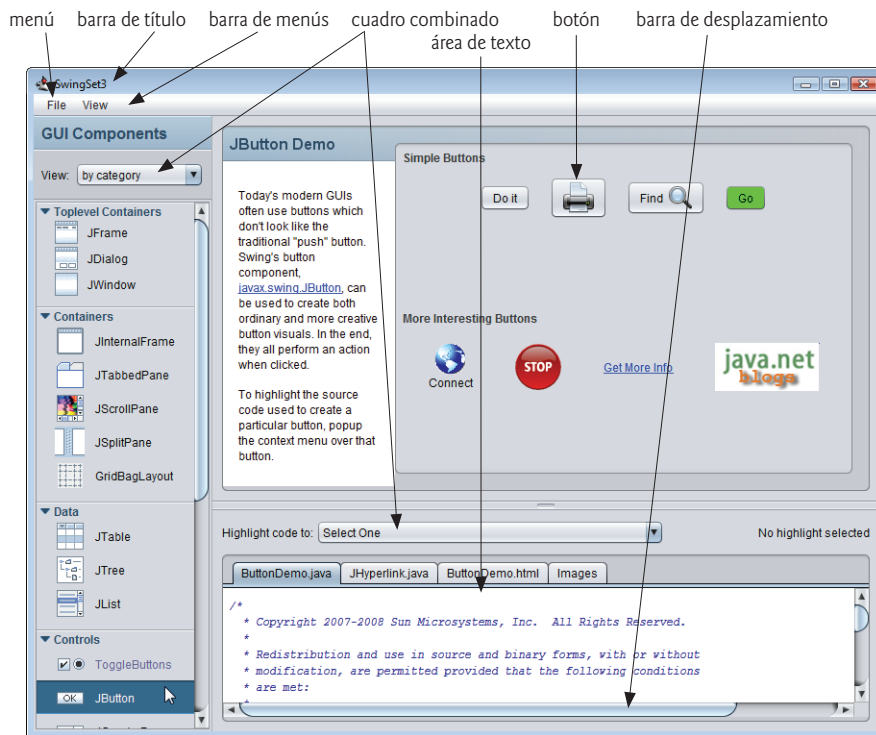 menú barra de título barra de menús cuadro combinado botón barra de desplazamiento
área de texto
SwingSet3
File View
GUI Components
View: by category
Toplevel Containers
JFrame
JDialog
JWindow
Containers
JInternalFrame
JTabbedPane
JScrollPane
JSplitPane
GridBagLayout
Data
JTable
JTree
JList
Controls
ToggleButtons
OK JButton
JButton Demo
Today's modern GUIs
often use buttons which
don't look like the
traditional "push" button.
Swing's button
component,
javax.swing.JButton, can
be used to create both
ordinary and more creative
button visuals. In the end,
they all perform an action
when clicked.
To highlight the source
code used to create a
particular button, popup
the context menu over that
button.
Simple Buttons
Do it Find Go
More Interesting Buttons
Connect STOP Get More Info java.net
blogs
Highlight code to: Select One No highlight selected
ButtonDemo.java JHyperlink.java ButtonDemo.html Images
/*
* Copyright 2007-2008 Sun Microsystems, Inc. All Rights Reserved.
*
* Redistribution and use in source and binary forms, with or without
* modification, are permitted provided that the following conditions
* are met:
*